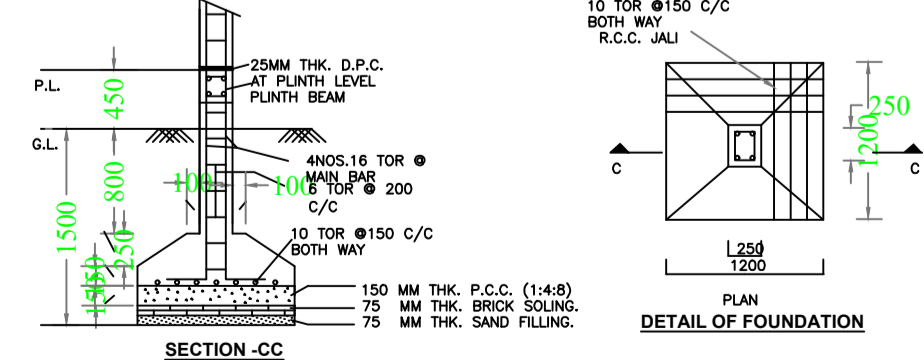 10 TOR @150 C/C
BOTH WAY
R.C.C. JALI
25MM THK. D.P.C.
AT PLINTH LEVEL
PLINTH BEAM
P.L.
450
G.L.
250
1200
C
C
4NOS.16 TOR @
MAIN BAR
6 TOR @ 200
C/C
100
100
800
1500
250
10 TOR @150 C/C
BOTH WAY
150
250
1200
150 MM THK. P.C.C. (1:4:8)
75 MM THK. BRICK SOLING.
75 MM THK. SAND FILLING.
PLAN
DETAIL OF FOUNDATION
SECTION -CC